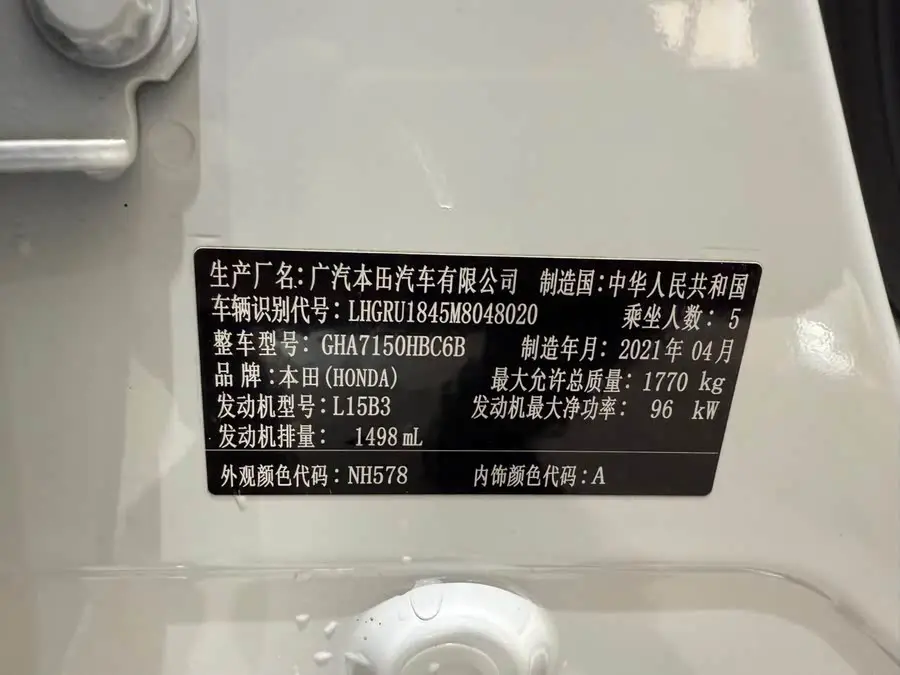 生产厂名：广汽本田汽车有限公司 制造国：中华人民共和国
车辆识别代号：LHGRU1845M8048020 乘坐人数：5
整车型号：GHA7150HBC6B 制造年月：2021年04月
品牌：本田(HONDA) 最大允许总质量：1770 kg
发动机型号：L15B3 发动机最大净功率：96 kW
发动机排量：1498 mL
外观颜色代码：NH578 内饰颜色代码：A